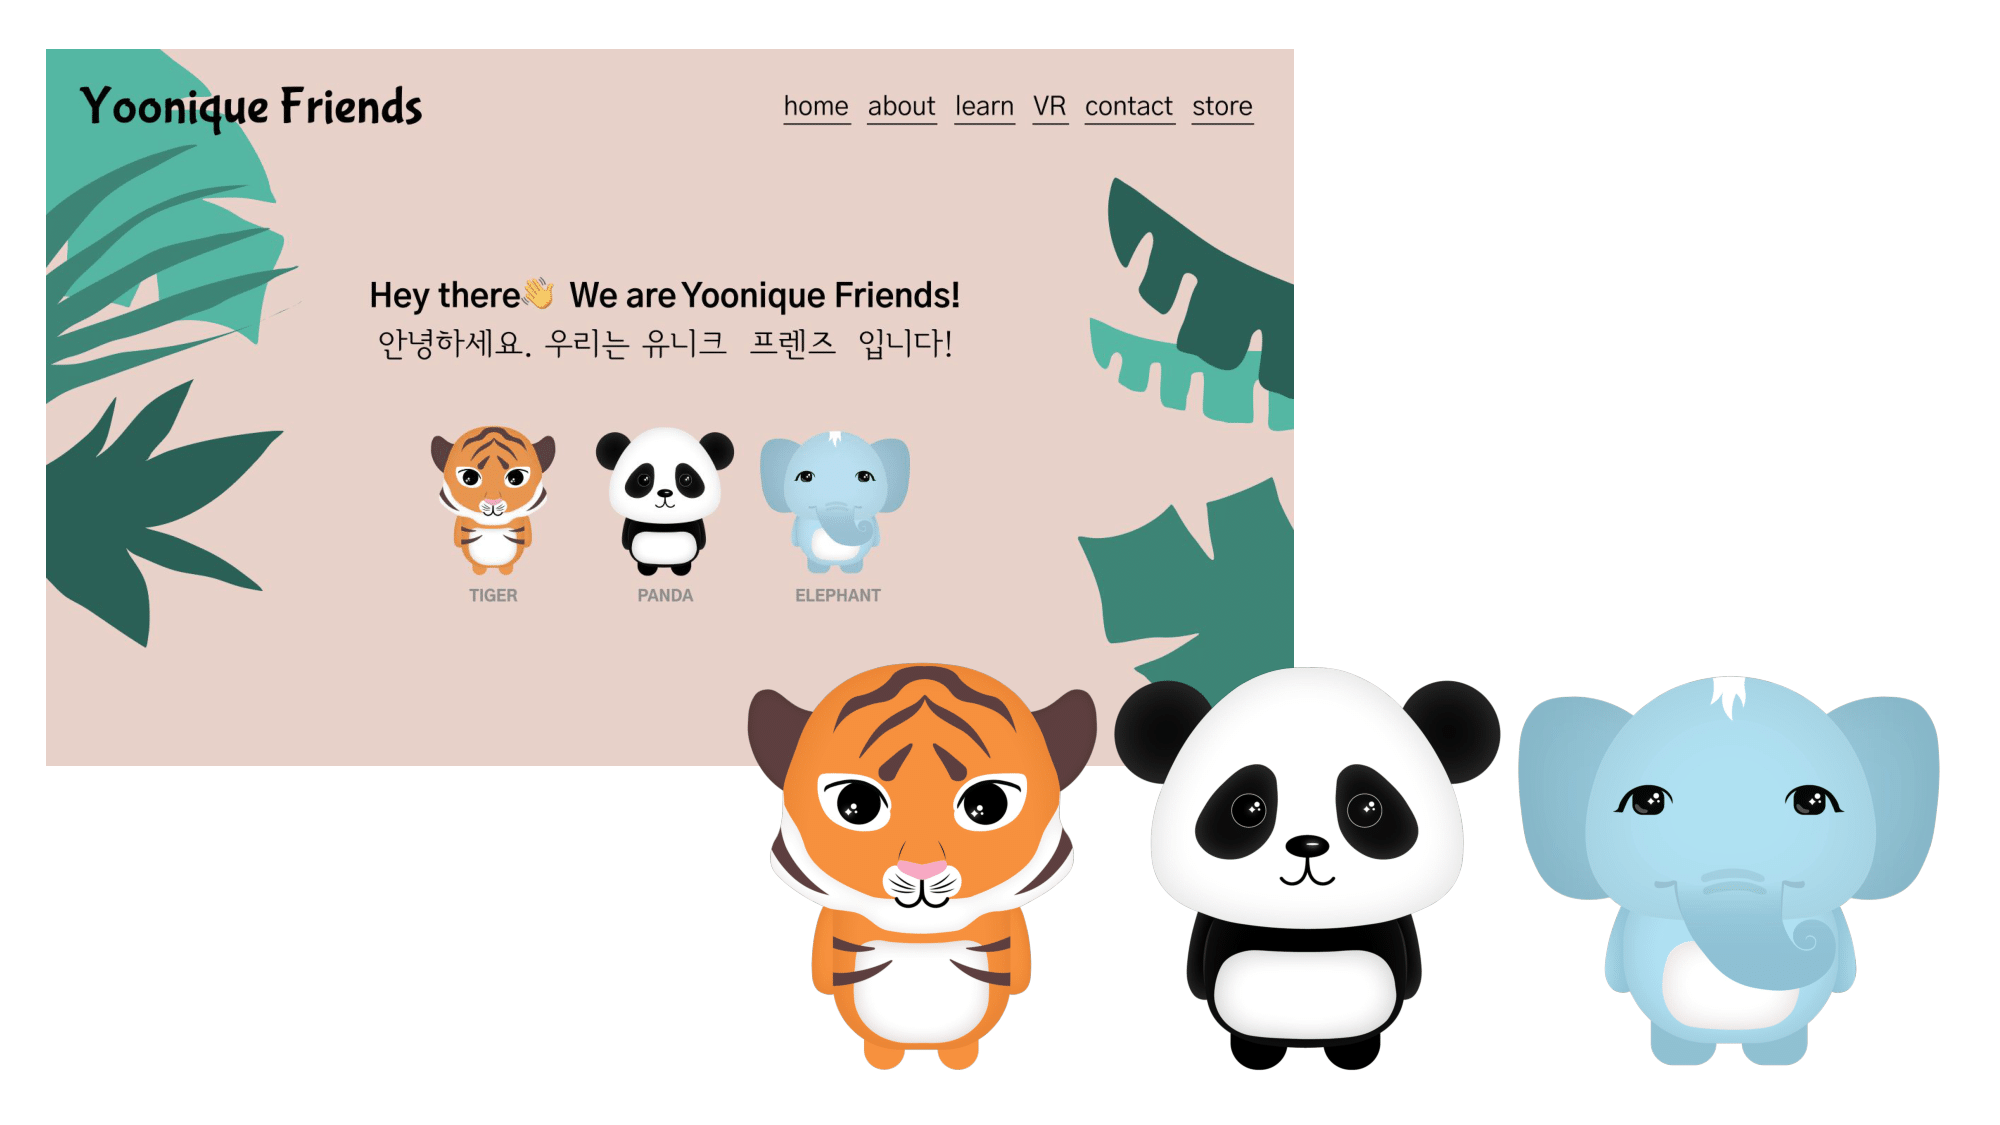 Yoonique Friends
home about learn VR contact store
Hey there👋 We are Yoonique Friends!
안녕하세요. 우리는 유니크 프렌즈 입니다!
TIGER PANDA ELEPHANT